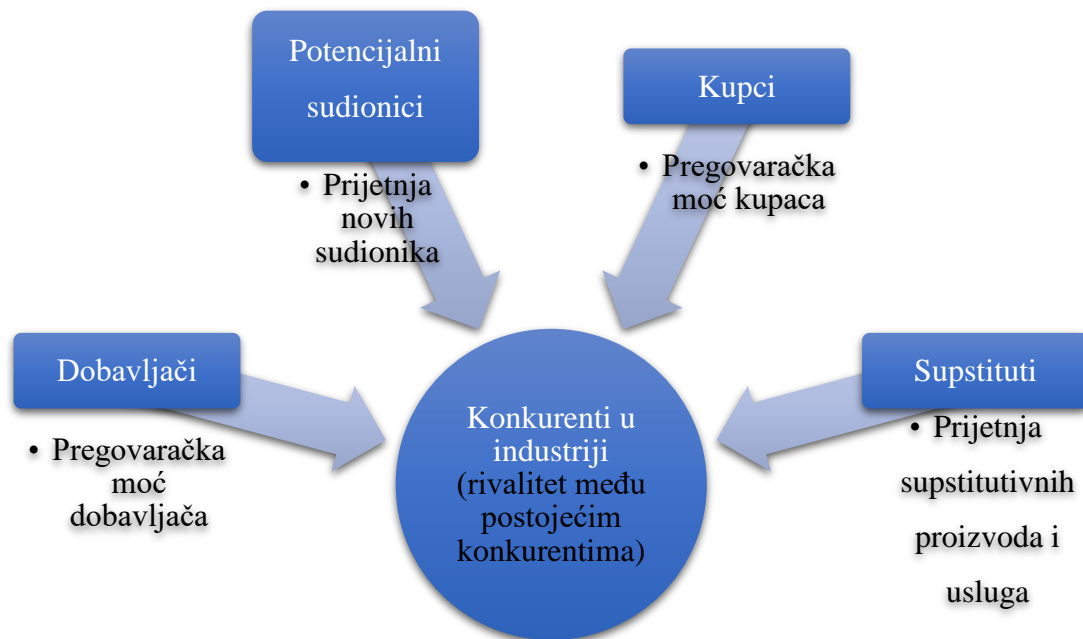 Potencijalni
sudionici
• Prijetnja
novih
sudionika
Kupci
• Pregovaračka
moć kupaca
Dobavljači
• Pregovaračka
moć
dobavljača
Konkurenti u
industriji
(rivalitet među
postojećim
konkurentima)
Supstituti
• Prijetnja
supstitutivnih
proizvoda i
usluga